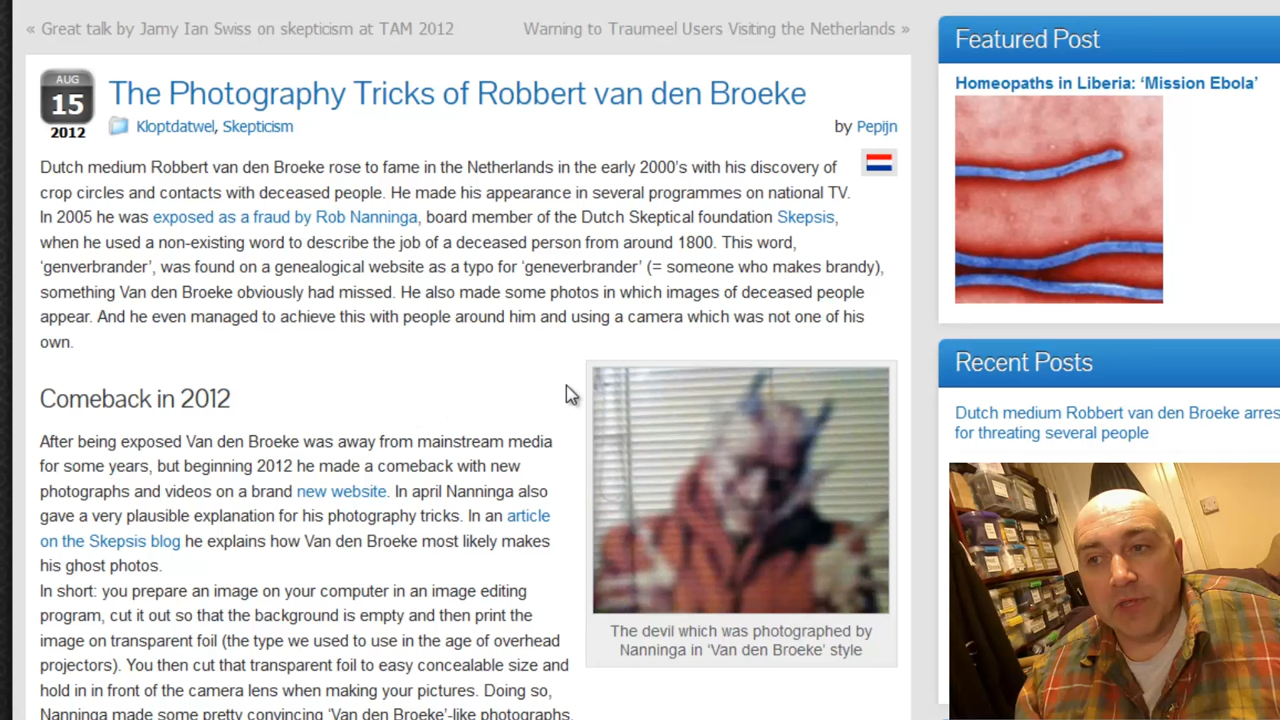 « Great talk by Jamy Ian Swiss on skepticism at TAM 2012
Warning to Traumeel Users Visiting the Netherlands »
AUG
15
2012
The Photography Tricks of Robbert van den Broeke
Kloptdatwel, Skepticism
by Pepijn
Dutch medium Robbert van den Broeke rose to fame in the Netherlands in the early 2000's with his discovery of
crop circles and contacts with deceased people. He made his appearance in several programmes on national TV.
In 2005 he was exposed as a fraud by Rob Nanninga, board member of the Dutch Skeptical foundation Skepsis,
when he used a non-existing word to describe the job of a deceased person from around 1800. This word,
'genverbrander', was found on a genealogical website as a typo for 'geneverbrander' (= someone who makes brandy),
something Van den Broeke obviously had missed. He also made some photos in which images of deceased people
appear. And he even managed to achieve this with people around him and using a camera which was not one of his
own.
Comeback in 2012
After being exposed Van den Broeke was away from mainstream media
for some years, but beginning 2012 he made a comeback with new
photographs and videos on a brand new website. In april Nanninga also
gave a very plausible explanation for his photography tricks. In an article
on the Skepsis blog he explains how Van den Broeke most likely makes
his ghost photos.
In short: you prepare an image on your computer in an image editing
program, cut it out so that the background is empty and then print the
image on transparent foil (the type we used to use in the age of overhead
projectors). You then cut that transparent foil to easy concealable size and
hold in in front of the camera lens when making your pictures. Doing so,
Nanninga made some pretty convincing 'Van den Broeke'-like photographs.
The devil which was photographed by
Nanninga in 'Van den Broeke' style
Featured Post
Homeopaths in Liberia: 'Mission Ebola'
Recent Posts
Dutch medium Robbert van den Broeke arres
for threating several people